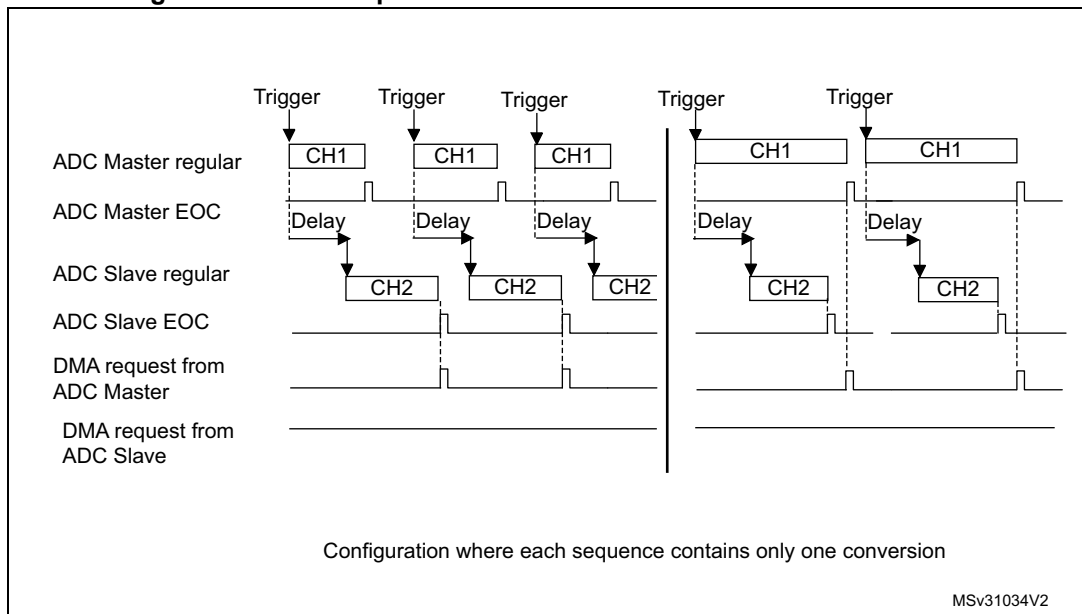 Trigger Trigger Trigger Trigger Trigger
ADC Master regular CH1 CH1 CH1 CH1 CH1
ADC Master EOC
Delay Delay Delay Delay Delay
ADC Slave regular CH2 CH2 CH2 CH2 CH2
ADC Slave EOC
DMA request from
ADC Master
DMA request from
ADC Slave
Configuration where each sequence contains only one conversion
MSv31034V2